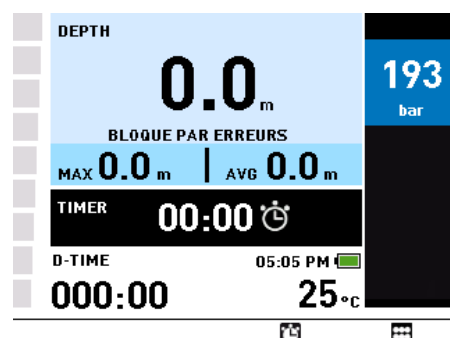 DEPTH
0.0 m
BLOQUE PAR ERREURS
MAX 0.0 m AVG 0.0 m
TIMER 00:00
D-TIME 05:05 PM
000:00 25°C
193
bar